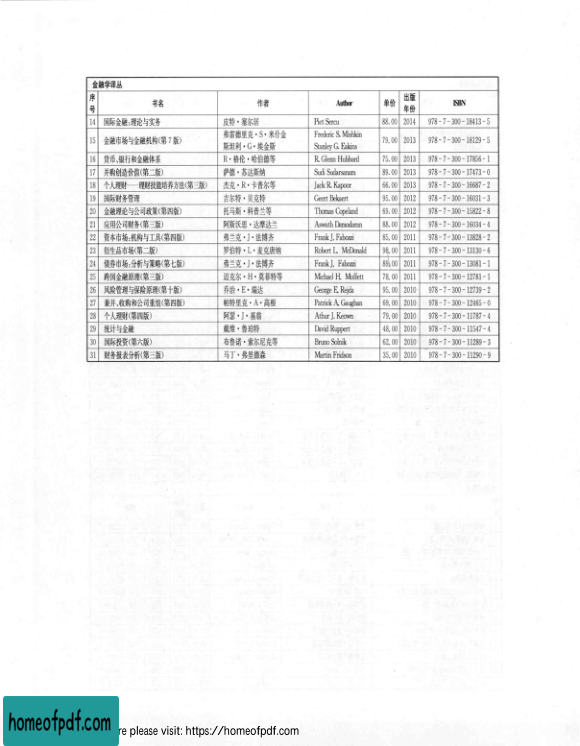 金融学译丛
序号 书名 作者 Author 单价 出版年份 ISBN
14 国际金融:理论与实务 皮特·塞尔居 Piet Sercu 88.00 2014 978-7-300-18413-5
15 金融市场与金融机构(第7版) 弗雷德里克·S·米什金 斯坦利·G·埃金斯 Frederic S. Mishkin Stanley G. Eakins 79.00 2013 978-7-300-18129-5
16 货币、银行和金融体系 R·格伦·哈伯德等 R. Glenn Hubbard 75.00 2013 978-7-300-17856-1
17 并购创造价值(第二版) 萨德·苏达斯纳 Sudi Sudarsanam 89.00 2013 978-7-300-17473-0
18 个人理财——理财技能培养方法(第三版) 杰克·R·卡普尔等 Jack R. Kapoor 66.00 2013 978-7-300-16687-2
19 国际财务管理 吉尔特·贝克特 Geert Bekaert 95.00 2012 978-7-300-16031-3
20 金融理论与公司政策(第四版) 托马斯·科普兰等 Thomas Copeland 69.00 2012 978-7-300-15822-8
21 应用公司财务(第三版) 阿斯沃思·达摩达兰 Aswath Damodaran 88.00 2012 978-7-300-16034-4
22 资本市场:机构与工具(第四版) 弗兰克·J·法博齐 Frank J. Fabozzi 85.00 2011 978-7-300-13828-2
23 衍生品市场(第二版) 罗伯特·L·麦克唐纳 Robert L. McDonald 98.00 2011 978-7-300-13130-6
24 债券市场:分析与策略(第七版) 弗兰克·J·法博齐 Frank J. Fabozzi 89.00 2011 978-7-300-13081-1
25 跨国金融原理(第三版) 迈克尔·H·莫菲特等 Michael H. Moffett 78.00 2011 978-7-300-12781-1
26 风险管理与保险原理(第十版) 乔治·E·瑞达 George E. Rejda 95.00 2010 978-7-300-12739-2
27 兼并、收购和公司重组(第四版) 帕特里克·A·高根 Patrick A. Gaughan 69.00 2010 978-7-300-12465-0
28 个人理财(第四版) 阿瑟·J·基翁 Athur J. Keown 79.00 2010 978-7-300-11787-4
29 统计与金融 戴维·鲁珀特 David Ruppert 48.00 2010 978-7-300-11547-4
30 国际投资(第六版) 布鲁诺·索尔尼克等 Bruno Solnik 62.00 2010 978-7-300-11289-3
31 财务报表分析(第三版) 马丁·弗里德森 Martin Fridson 35.00 2010 978-7-300-11290-9
homeofpdf.com
re please visit: https://homeofpdf.com